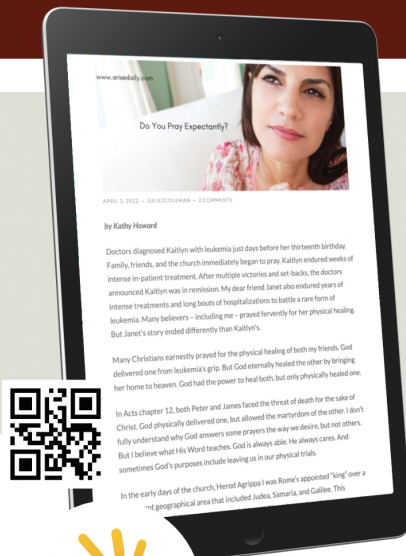 www.arisedaily.com
Do You Pray Expectantly?
APRIL 2, 2022 – JULIEZCOLEMAN – 2 COMMENTS
by Kathy Howard
Doctors diagnosed Kaitlyn with leukemia just days before her thirteenth birthday.
Family, friends, and the church immediately began to pray. Kaitlyn endured weeks of
intense in-patient treatment. After multiple victories and set-backs, the doctors
announced Kaitlyn was in remission. My dear friend Janet also endured years of
intense treatments and long bouts of hospitalizations to battle a rare form of
leukemia. Many believers – including me – prayed fervently for her physical healing.
But Janet's story ended differently than Kaitlyn's.
Many Christians earnestly prayed for the physical healing of both my friends. God
delivered one from leukemia's grip. But God eternally healed the other by bringing
her home to heaven. God had the power to heal both, but only physically healed one.
In Acts chapter 12, both Peter and James faced the threat of death for the sake of
Christ. God physically delivered one, but allowed the martyrdom of the other. I don't
fully understand why God answers some prayers the way we desire, but not others.
But I believe what His Word teaches. God is always able. He always cares. And
sometimes God's purposes include leaving us in our physical trials.
In the early days of the church, Herod Agrippa I was Rome's appointed "king" over a
geographical area that included Judea, Samaria, and Galilee. This